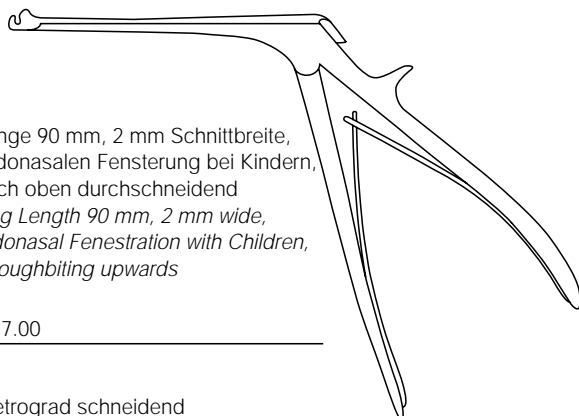 nge 90 mm, 2 mm Schnittbreite,
donasalen Fensterung bei Kindern,
ch oben durchschneidend
g Length 90 mm, 2 mm wide,
donasal Fenestration with Children,
oughbiting upwards
7.00
etrograd schneidend